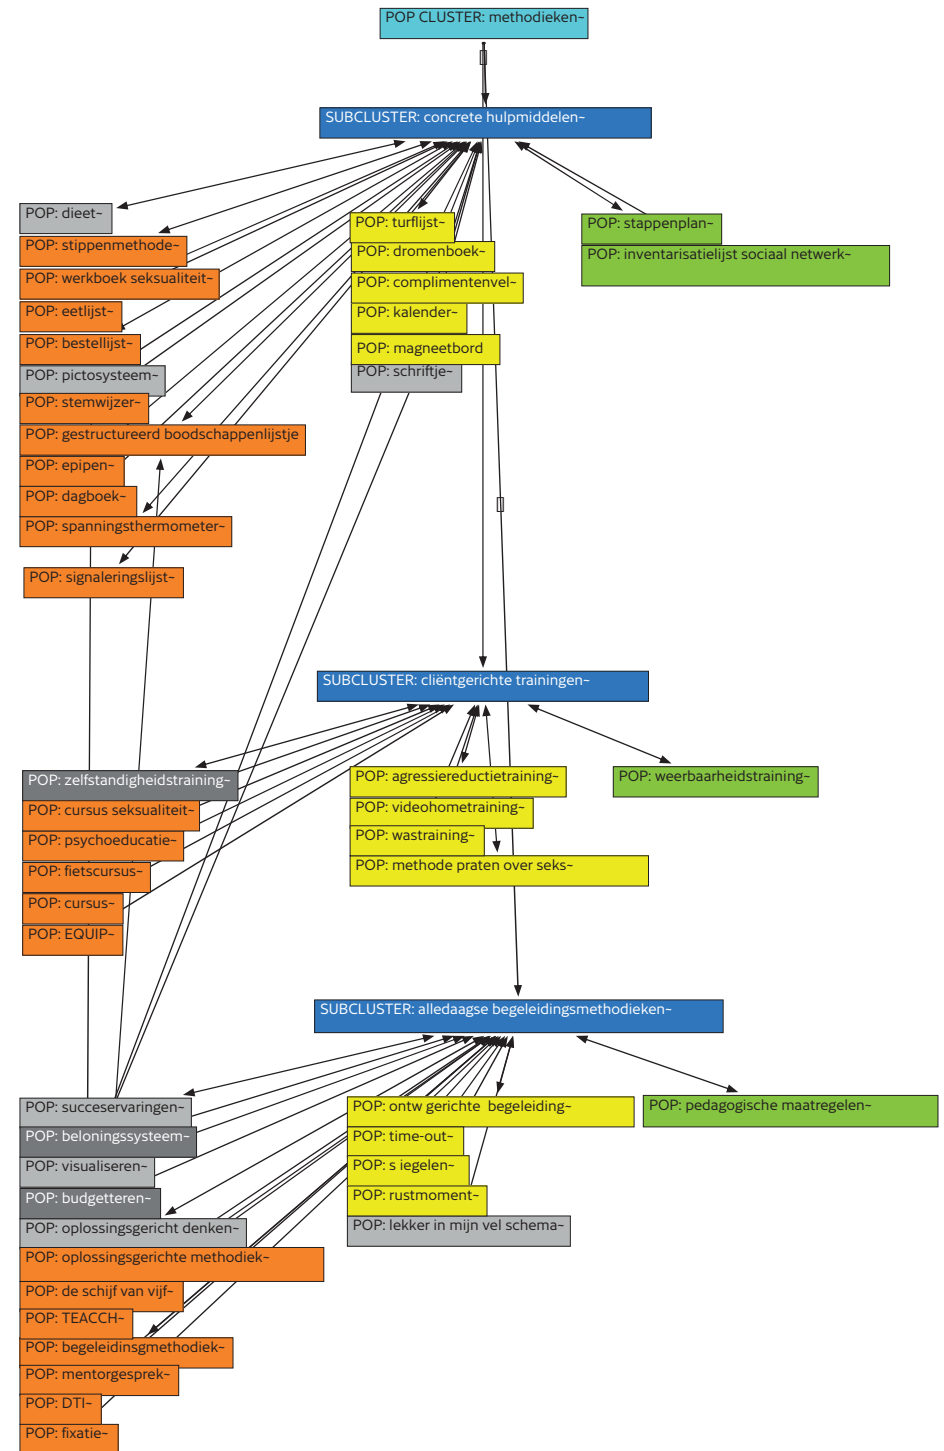 POP CLUSTER: methodieken~
SUBCLUSTER: concrete hulpmiddelen~
POP: dieet~
POP: stippenmethode~
POP: werkboek seksualiteit~
POP: eetlijst~
POP: bestellijst~
POP: pictosysteem~
POP: stemwijzer~
POP: gestructureerd boodschappenlijstje
POP: epipen~
POP: dagboek~
POP: spanningsthermometer~
POP: signaleringslijst~
POP: turflijst~
POP: dromenboek~
POP: complimentenvel~
POP: kalender~
POP: magneetbord
POP: schriftje~
POP: stappenplan~
POP: inventarisatielijst sociaal netwerk~
SUBCLUSTER: cliëntgerichte trainingen~
POP: zelfstandigheidstraining~
POP: cursus seksualiteit~
POP: psychoeducatie~
POP: fietscursus~
POP: cursus~
POP: EQUIP~
POP: agressiereductietraining~
POP: videohometraining~
POP: wastraining~
POP: methode praten over seks~
POP: weerbaarheidstraining~
SUBCLUSTER: alledaagse begeleidingsmethodieken~
POP: succeservaringen~
POP: beloningssysteem~
POP: visualiseren~
POP: budgetteren~
POP: oplossingsgericht denken~
POP: oplossingsgerichte methodiek~
POP: de schijf van vijf~
POP: TEACCH~
POP: begeleidinsgmethodiek~
POP: mentorgesprek~
POP: DTI~
POP: fixatie~
POP: ontw gerichte  begeleiding~
POP: time-out~
POP: s iegelen~
POP: rustmoment~
POP: lekker in mijn vel schema~
POP: pedagogische maatregelen~